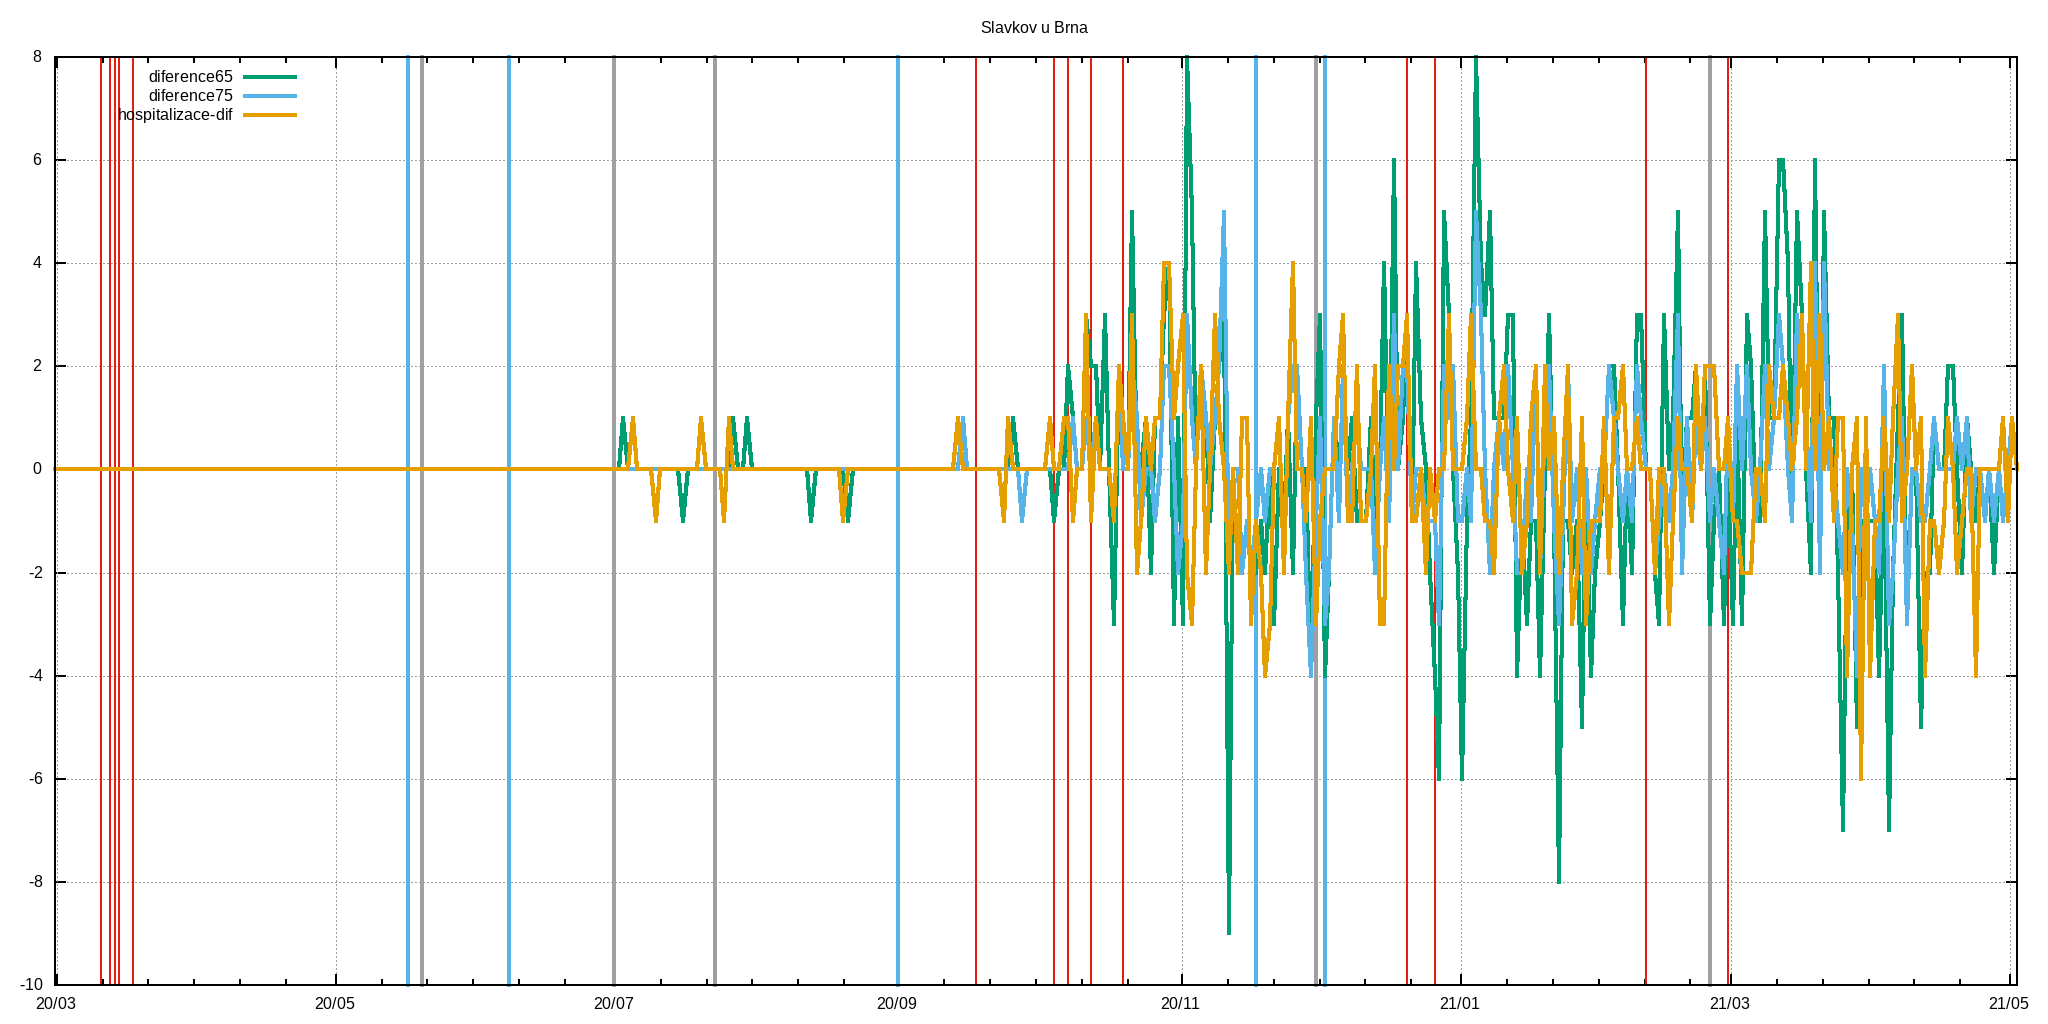 Slavkov u Brna
8
diference65
diference75
hospitalizace-dif
6
4
2
0
-2
-4
-6
-8
-10
20/03 20/05 20/07 20/09 20/11 21/01 21/03 21/05